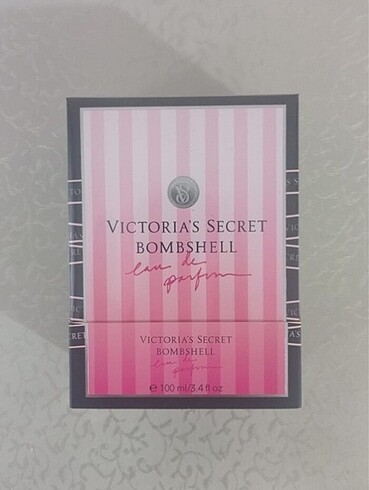 VS
VICTORIA'S SECRET
BOMBSHELL
eau de
parfum
VICTORIA'S SECRET
BOMBSHELL
eau de
parfum
℮ 100 ml/3.4 fl oz